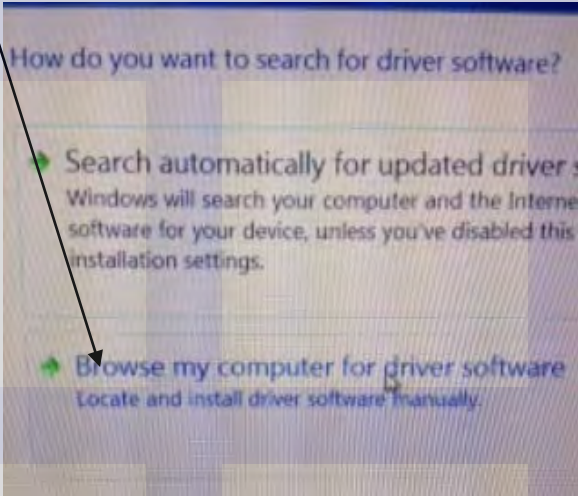 How do you want to search for driver software?
Search automatically for updated driver
Windows will search your computer and the Interne
software for your device, unless you've disabled this
installation settings.
Browse my computer for driver software
Locate and install driver software manually.